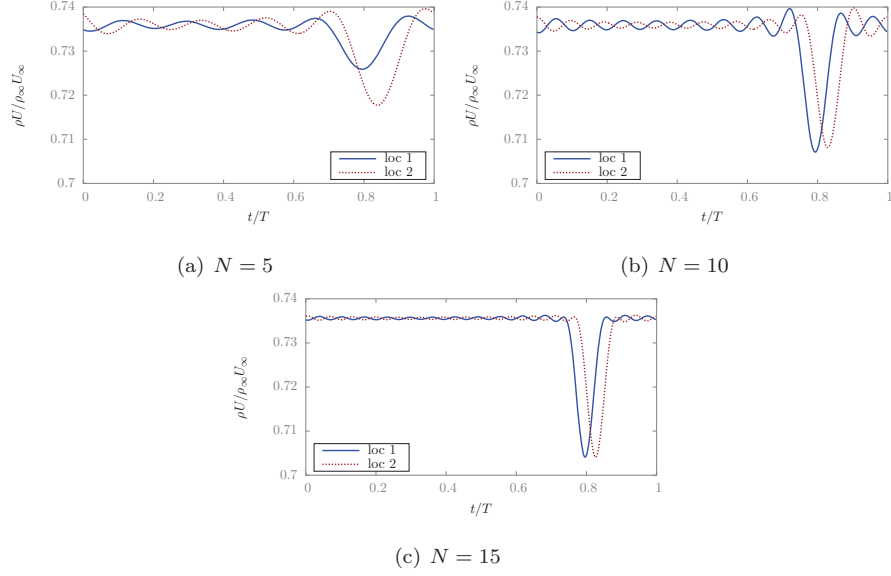 0.74
0.73
0.72
0.71
0.7
0 0.2 0.4 0.6 0.8 1
ρU/ρ∞U∞
t/T
loc 1
loc 2
(a) N = 5
0.74
0.73
0.72
0.71
0.7
0 0.2 0.4 0.6 0.8 1
ρU/ρ∞U∞
t/T
loc 1
loc 2
(b) N = 10
0.74
0.73
0.72
0.71
0.7
0 0.2 0.4 0.6 0.8 1
ρU/ρ∞U∞
t/T
loc 1
loc 2
(c) N = 15